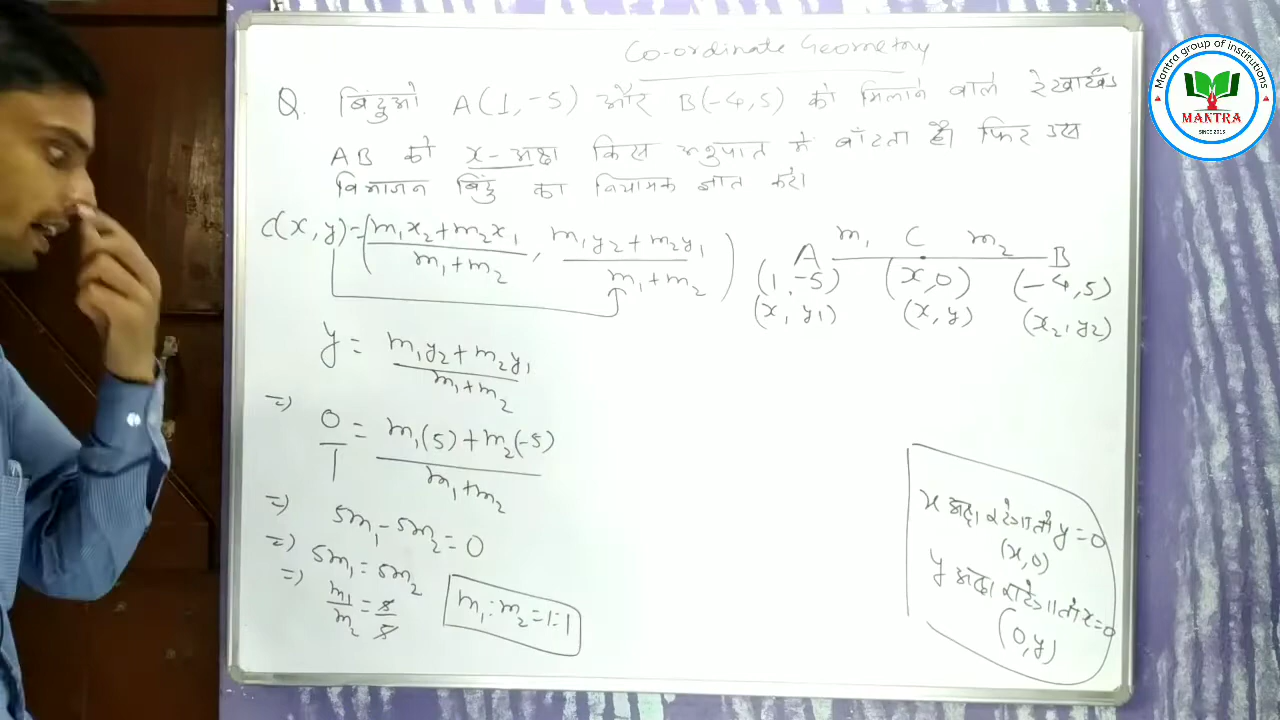 Co-ordinate Geometry
Q. बिंदुओ A(1,-5) और B(-4,5) को मिलाने वाले रेखाखंड
AB को x-अक्ष किस अनुपात में बाँटता है। फिर उस
विभाजन बिंदु का नियामक ज्ञात करें।
C(x, y) = (m₁x₂+m₂x₁/m₁+m₂, m₁y₂+m₂y₁/m₁+m₂)
A m₁ C m₂ B
(1,-5) (x,0) (-4,5)
(x, y₁) (x,y) (x₂,y₂)
y = m₁y₂+m₂y₁/m₁+m₂
=> 0/1 = m₁(5)+m₂(-5)/m₁+m₂
=> 5m₁-5m₂=0
=> 5m₁=5m₂
=> m₁/m₂=5/5
m₁:m₂=1:1
x अक्ष काटेगा तो y=0
(x,0)
y अक्ष काटेगा तो x=0
(0,y)
Mantra group of institutions
MANTRA
SINCE 2015